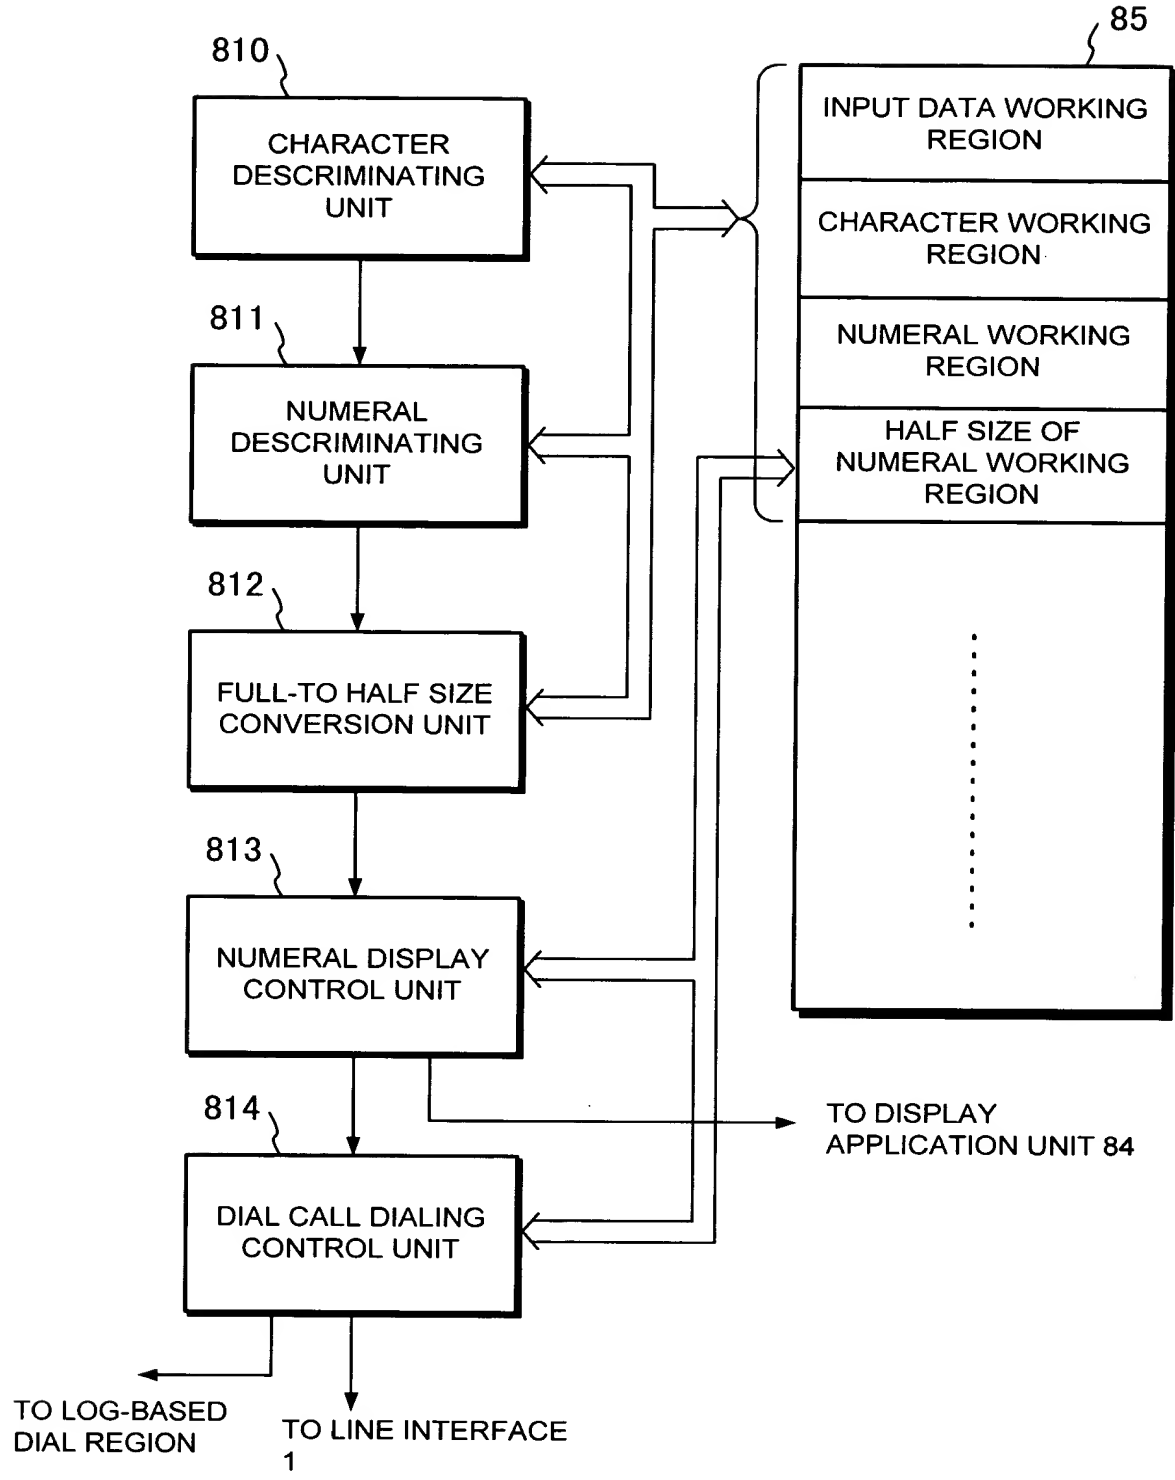 810
CHARACTER
DESCRIMINATING
UNIT
811
NUMERAL
DESCRIMINATING
UNIT
812
FULL-TO HALF SIZE
CONVERSION UNIT
813
NUMERAL DISPLAY
CONTROL UNIT
814
DIAL CALL DIALING
CONTROL UNIT
TO LOG-BASED
DIAL REGION
TO LINE INTERFACE
1
85
INPUT DATA WORKING
REGION
CHARACTER WORKING
REGION
NUMERAL WORKING
REGION
HALF SIZE OF
NUMERAL WORKING
REGION
TO DISPLAY
APPLICATION UNIT 84